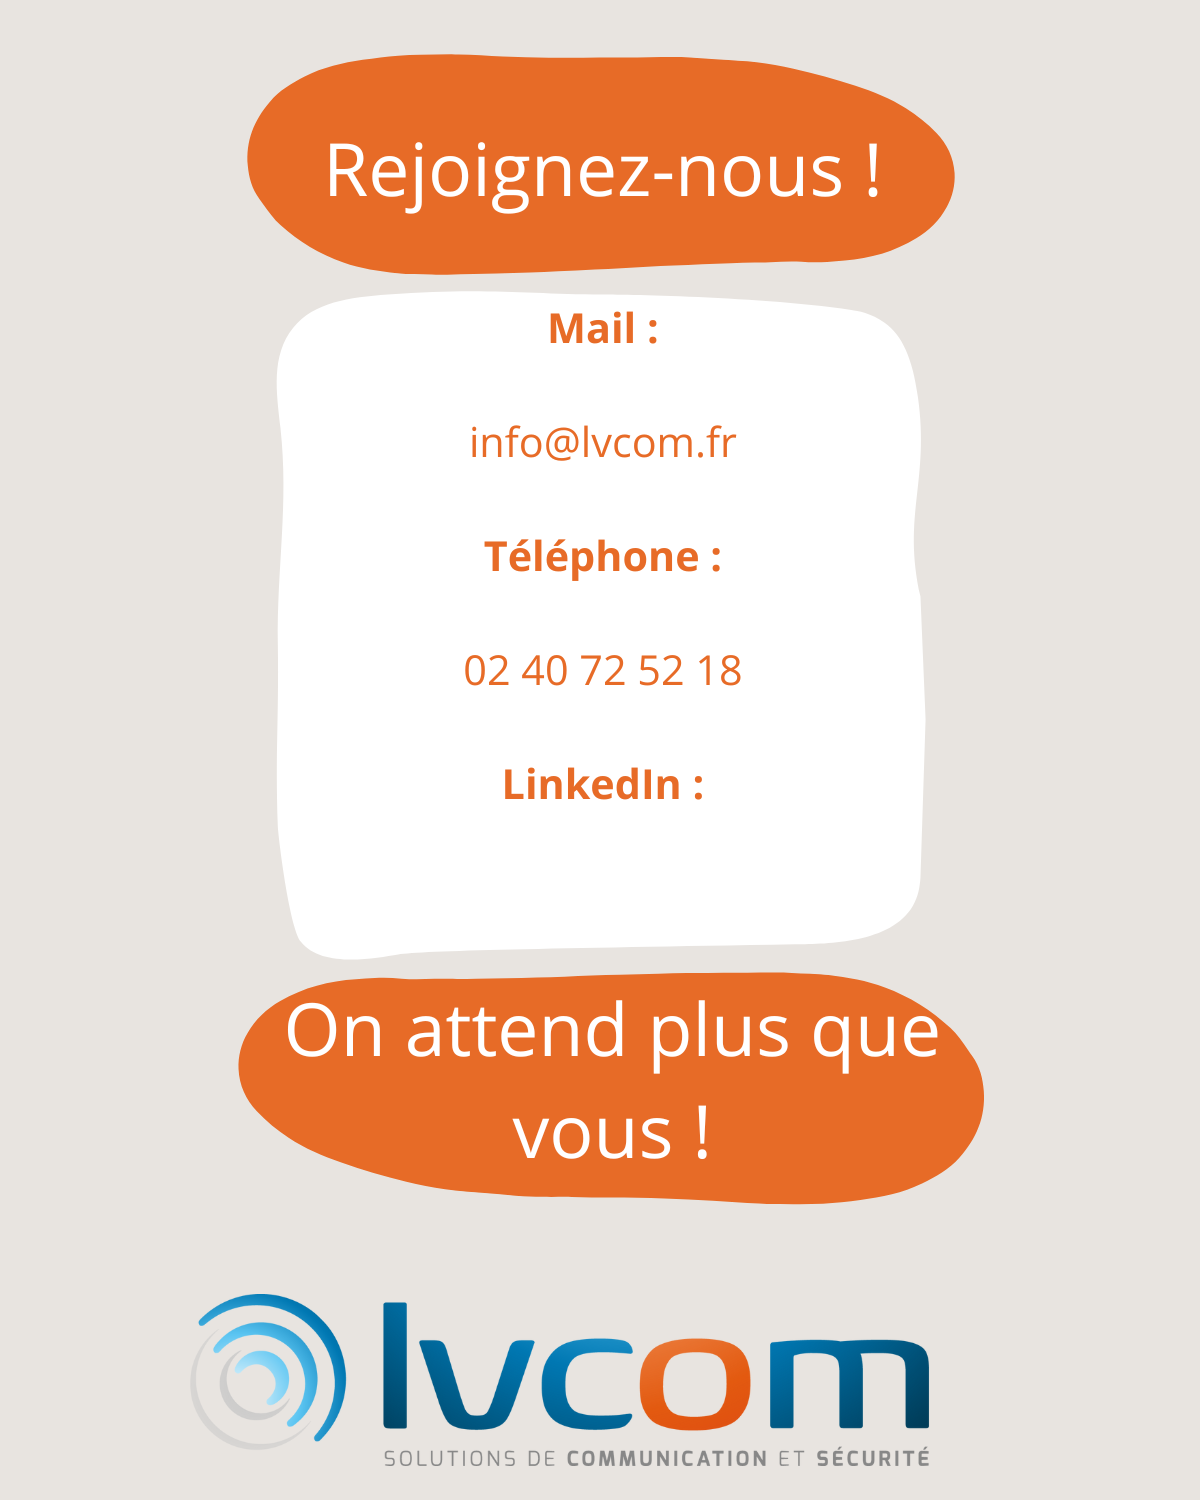 Rejoignez-nous !
Mail :
info@lvcom.fr
Téléphone :
02 40 72 52 18
LinkedIn :
On attend plus que
vous !
lvcom
SOLUTIONS DE COMMUNICATION ET SÉCURITÉ